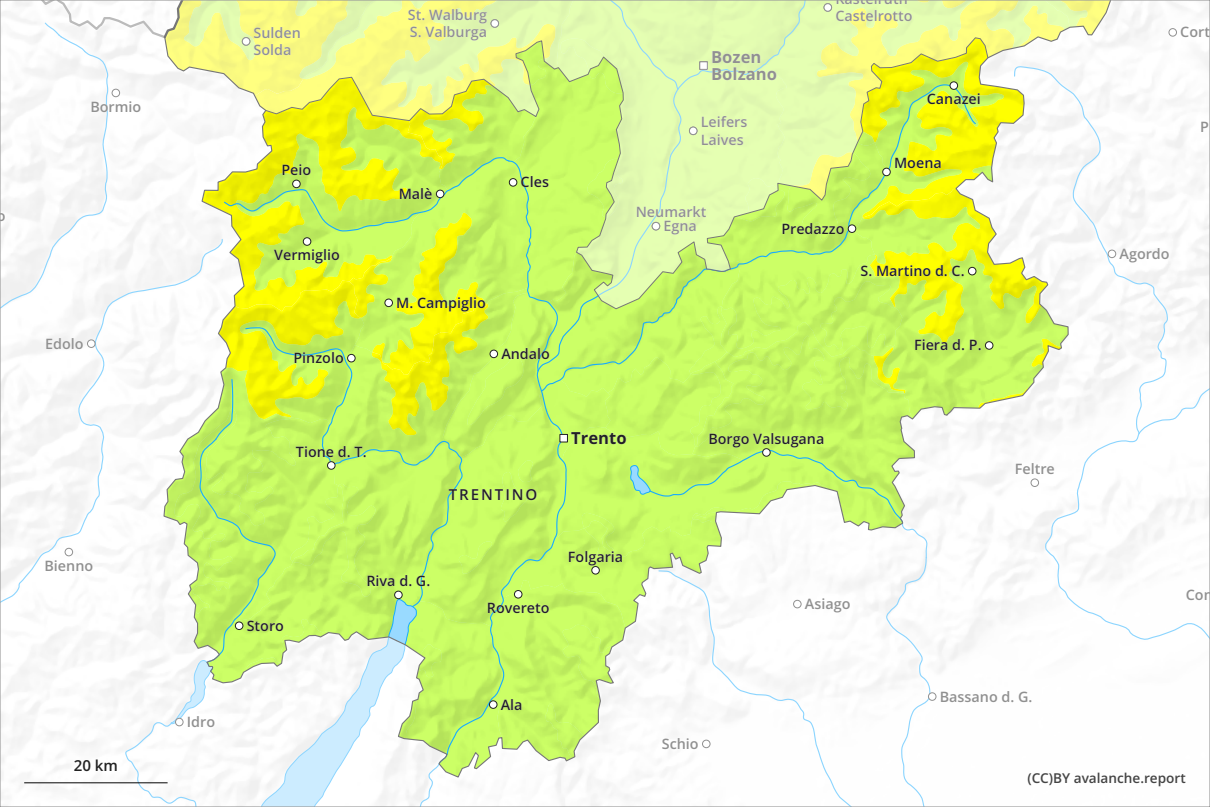 Kastelruth
Castelrotto
St. Walburg
S. Valburga
Sulden
Solda
Cort
Bozen
Bolzano
Bormio
Canazei
Leifers
Laives
P
Peio
Moena
Malè
Cles
Neumarkt
Egna
Predazzo
Vermiglio
Agordo
S. Martino d. C.
M. Campiglio
Edolo
Pinzolo
Andalo
Fiera d. P.
Trento
Borgo Valsugana
Tione d. T.
Feltre
TRENTINO
Bienno
Folgaria
Riva d. G.
Cor
Rovereto
Asiago
Storo
Bassano d. G.
Ala
Idro
Schio
20 km
(CC)BY avalanche.report